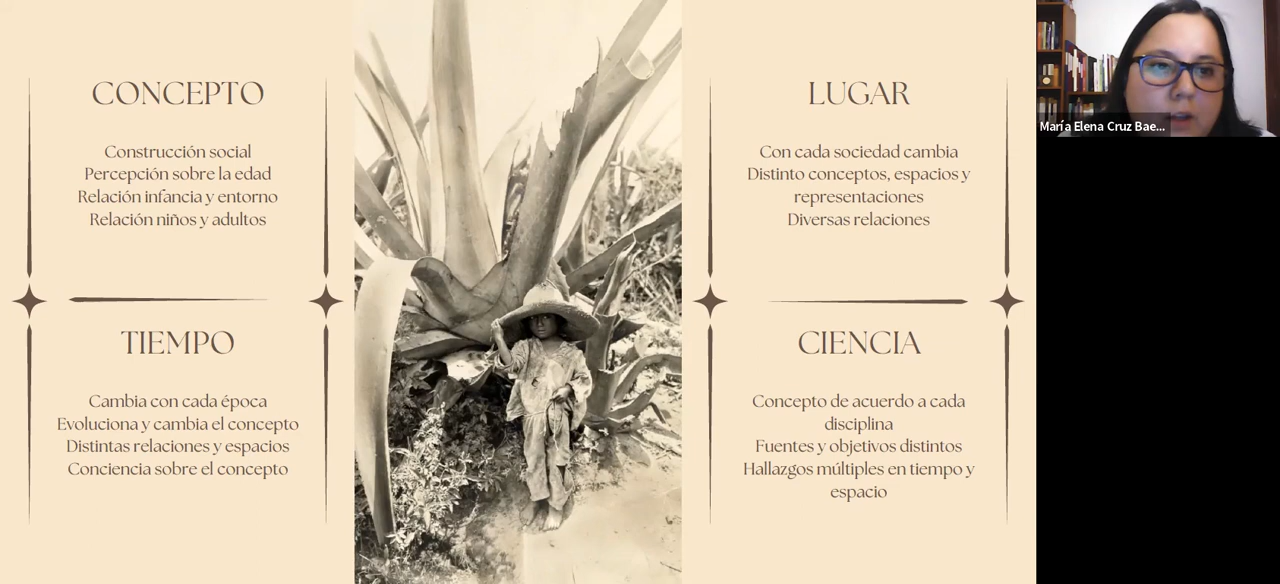 CONCEPTO
Construcción social
Percepción sobre la edad
Relación infancia y entorno
Relación niños y adultos
TIEMPO
Cambia con cada época
Evoluciona y cambia el concepto
Distintas relaciones y espacios
Conciencia sobre el concepto
LUGAR
Con cada sociedad cambia
Distinto conceptos, espacios y
representaciones
Diversas relaciones
CIENCIA
Concepto de acuerdo a cada
disciplina
Fuentes y objetivos distintos
Hallazgos múltiples en tiempo y
espacio
María Elena Cruz Bae...